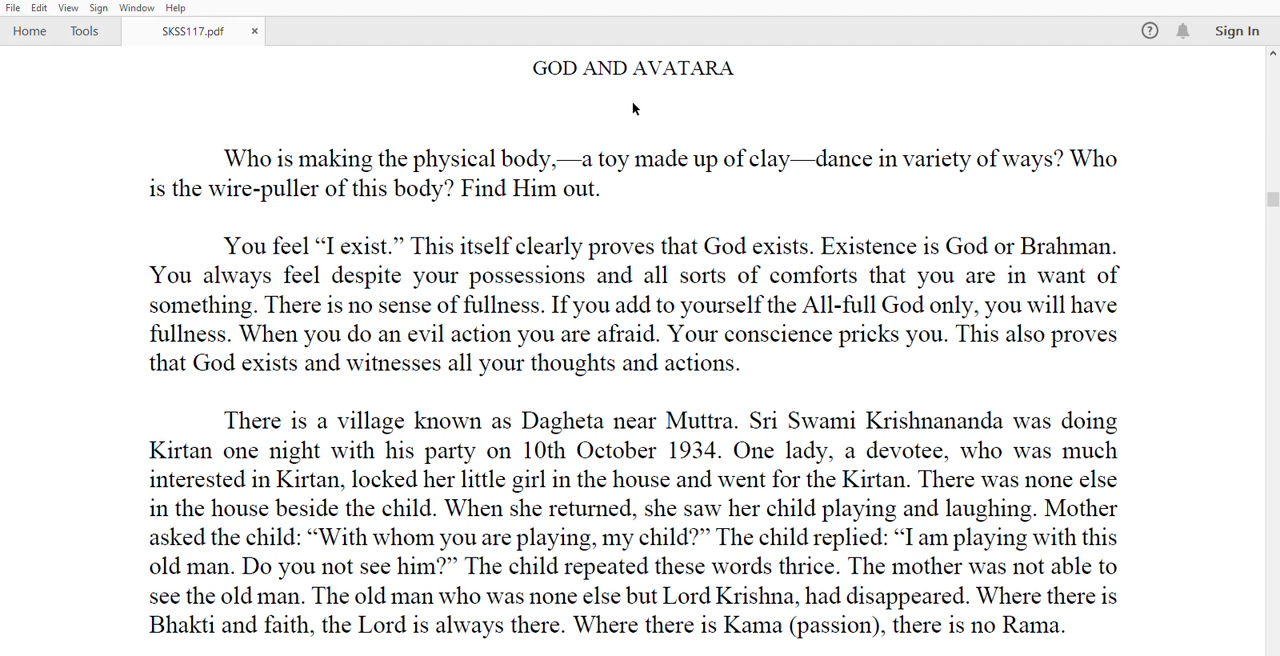 File Edit View Sign Window Help
Home Tools SKSS117.pdf × ? Sign In
GOD AND AVATARA
Who is making the physical body,—a toy made up of clay—dance in variety of ways? Who
is the wire-puller of this body? Find Him out.
You feel “I exist.” This itself clearly proves that God exists. Existence is God or Brahman.
You always feel despite your possessions and all sorts of comforts that you are in want of
something. There is no sense of fullness. If you add to yourself the All-full God only, you will have
fullness. When you do an evil action you are afraid. Your conscience pricks you. This also proves
that God exists and witnesses all your thoughts and actions.
There is a village known as Dagheta near Muttra. Sri Swami Krishnananda was doing
Kirtan one night with his party on 10th October 1934. One lady, a devotee, who was much
interested in Kirtan, locked her little girl in the house and went for the Kirtan. There was none else
in the house beside the child. When she returned, she saw her child playing and laughing. Mother
asked the child: “With whom you are playing, my child?” The child replied: “I am playing with this
old man. Do you not see him?” The child repeated these words thrice. The mother was not able to
see the old man. The old man who was none else but Lord Krishna, had disappeared. Where there is
Bhakti and faith, the Lord is always there. Where there is Kama (passion), there is no Rama.